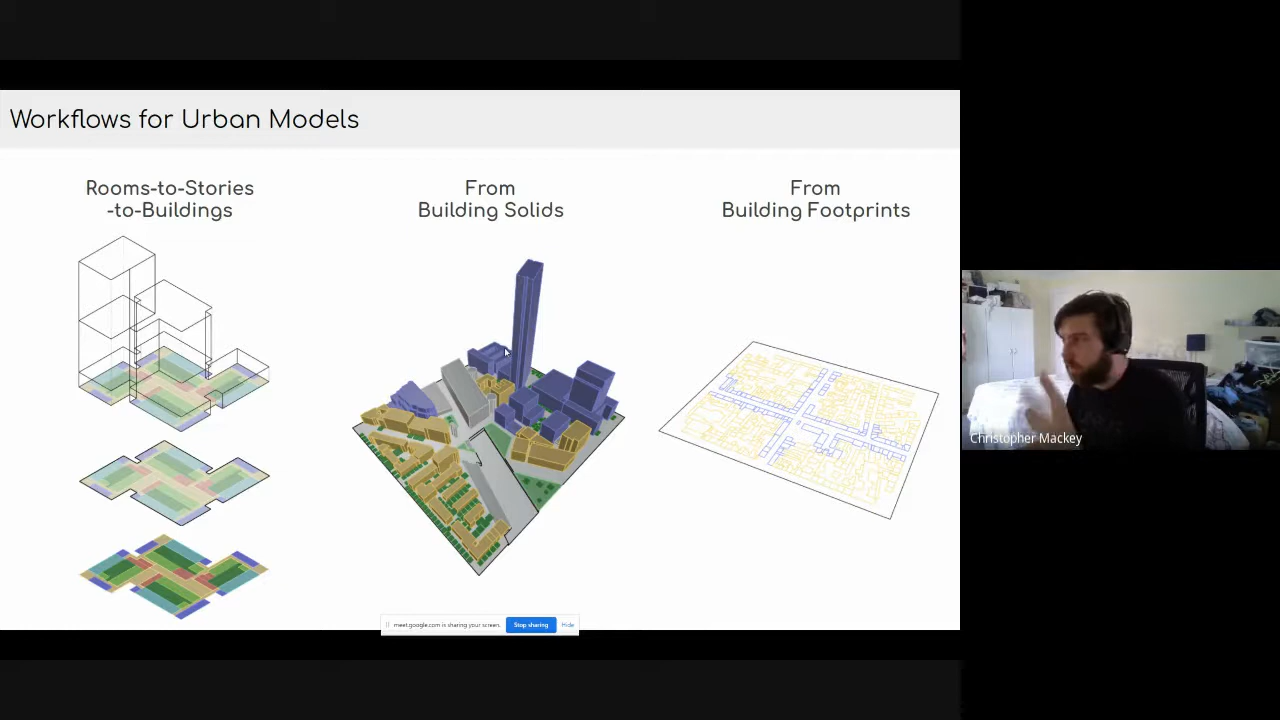 Workflows for Urban Models
Rooms-to-Stories
-to-Buildings
From
Building Solids
From
Building Footprints
Christopher Mackey
meet.google.com is sharing your screen.
Stop sharing
Hide